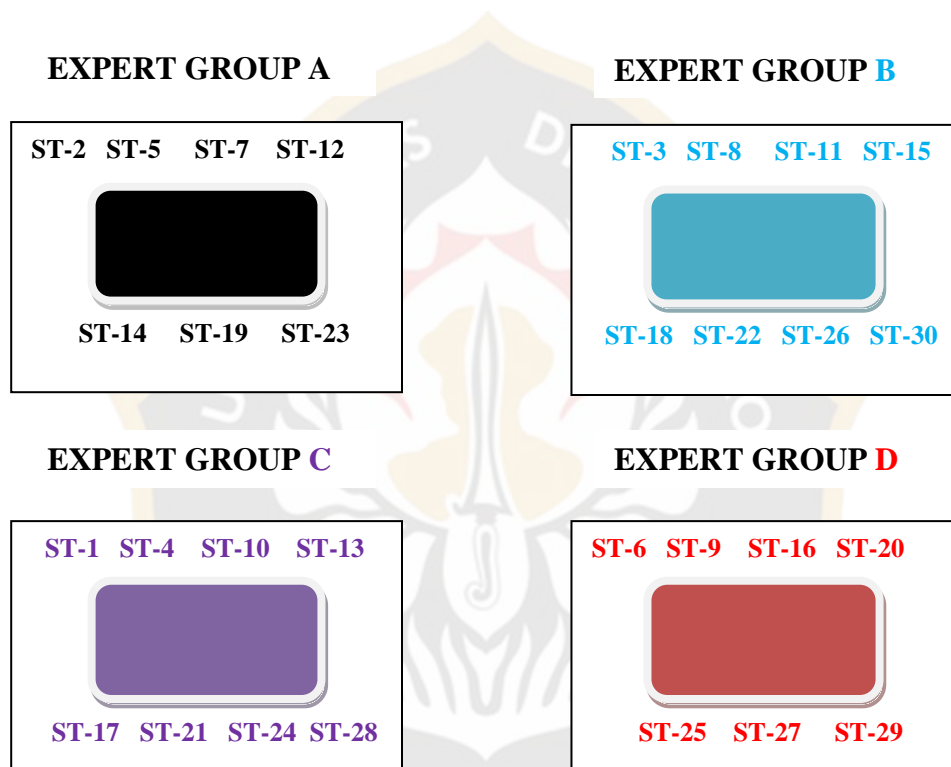 EXPERT GROUP A
ST-2 ST-5 ST-7 ST-12
ST-14 ST-19 ST-23
EXPERT GROUP B
ST-3 ST-8 ST-11 ST-15
ST-18 ST-22 ST-26 ST-30
EXPERT GROUP C
ST-1 ST-4 ST-10 ST-13
ST-17 ST-21 ST-24 ST-28
EXPERT GROUP D
ST-6 ST-9 ST-16 ST-20
ST-25 ST-27 ST-29